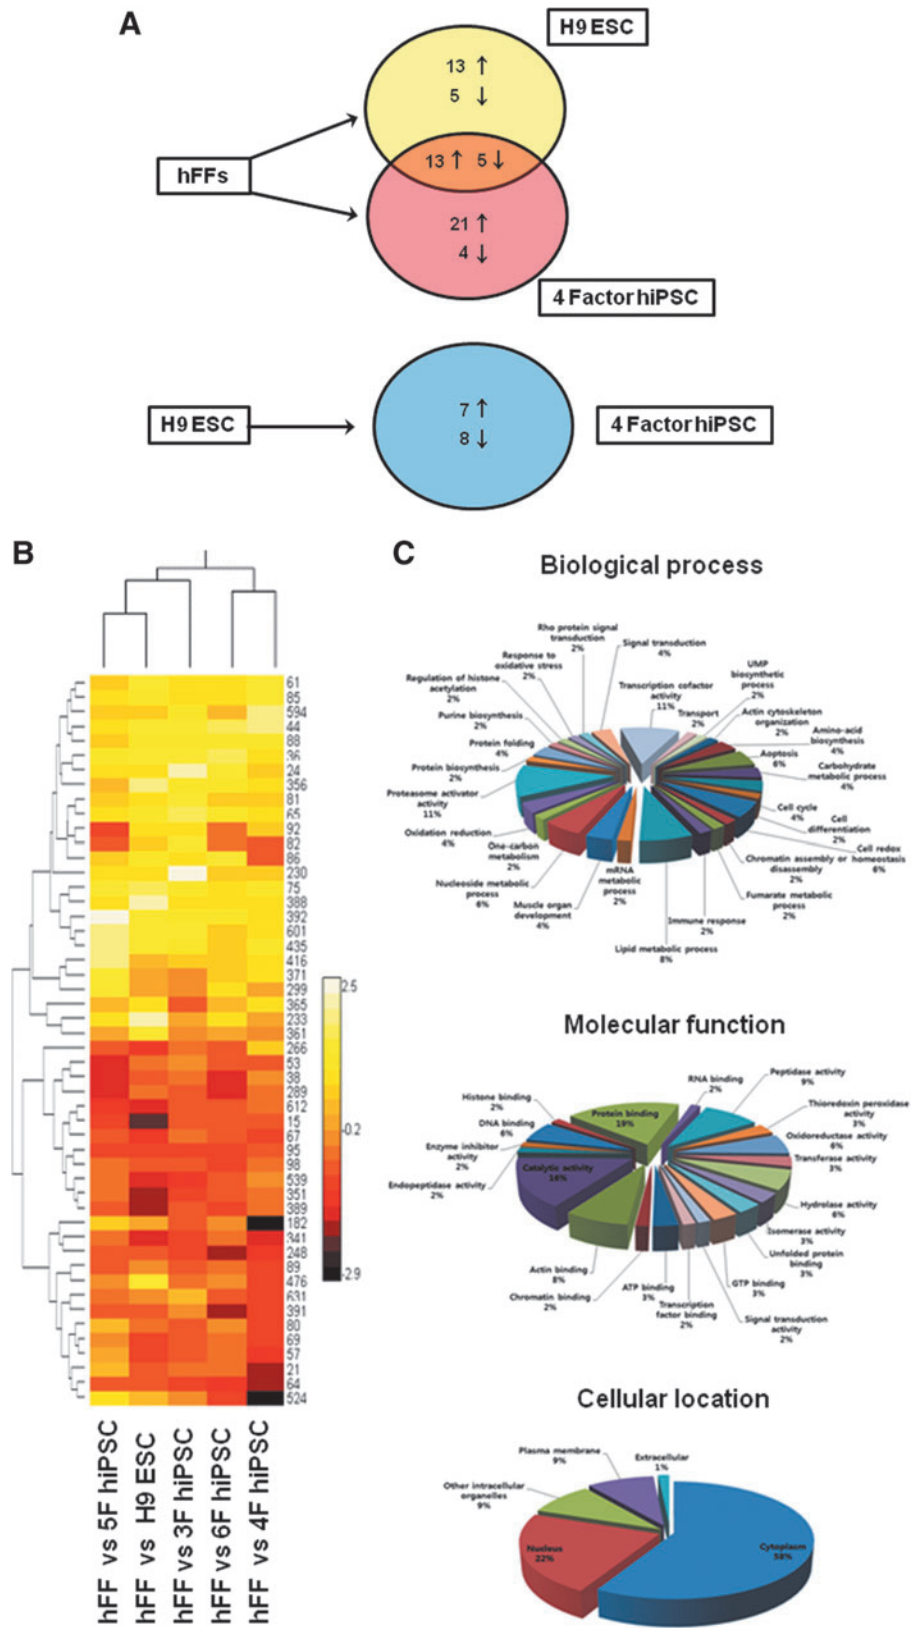 A
H9 ESC
13 ↑
5 ↓
13 ↑ 5 ↓
hFFs
21 ↑
4 ↓
4 Factor hiPSC
7 ↑
8 ↓
H9 ESC
4 Factor hiPSC
B
61
85
594
44
88
36
24
356
81
65
92
82
86
230
75
388
392
601
435
416
371
299
365
233
361
266
53
38
289
612
15
67
95
98
539
351
389
182
341
248
89
476
631
391
80
69
57
21
64
524
2.5
-0.2
-2.9
hFF vs 5F hiPSC
hFF vs H9 ESC
hFF vs 3F hiPSC
hFF vs 6F hiPSC
hFF vs 4F hiPSC
C
Biological process
Rho protein signal
transduction
2%
Signal transduction
4%
Response to
oxidative stress
2%
Regulation of histone
acetylation
2%
Purine biosynthesis
2%
Protein folding
4%
Protein biosynthesis
2%
Proteasome activator
activity
11%
Oxidation reduction
4%
One-carbon
metabolism
2%
Nucleoside metabolic
process
6%
Muscle organ
development
4%
mRNA
metabolic
process
2%
Lipid metabolic process
8%
Immune response
2%
Fumarate metabolic
process
2%
Chromatin assembly or
disassembly
2%
Cell redox
homeostasis
6%
Cell
differentiation
2%
Cell cycle
4%
Carbohydrate
metabolic process
4%
Aoptosis
6%
Amino-acid
biosynthesis
4%
Actin cytoskeleton
organization
2%
UMP
biosynthetic
process
2%
Transport
2%
Transcription cofactor
activity
11%
Molecular function
RNA binding
2%
Peptidase activity
9%
Thioredoxin peroxidase
activity
3%
Oxidoreductase activity
6%
Transferase activity
3%
Hydrolase activity
6%
Isomerase activity
3%
Unfolded protein
binding
3%
GTP binding
3%
Signal transduction
activity
2%
Transcription
factor binding
2%
ATP binding
3%
Chromatin binding
2%
Actin binding
8%
Catalytic activity
16%
Endopeptidase activity
2%
Enzyme inhibitor
activity
2%
DNA binding
6%
Histone binding
2%
Protein binding
19%
Cellular location
Plasma membrane
9%
Extracellular
1%
Other intracellular
organelles
9%
Nucleus
22%
Cytoplasm
58%